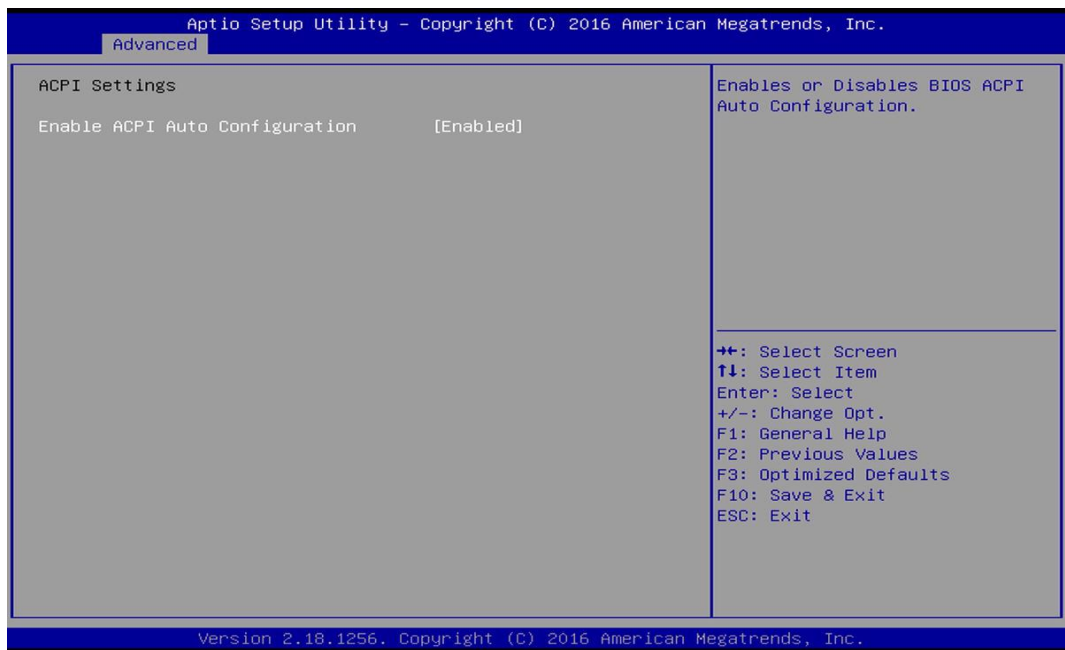 Aptio Setup Utility – Copyright (C) 2016 American Megatrends, Inc.
Advanced
ACPI Settings
Enable ACPI Auto Configuration [Enabled]
Enables or Disables BIOS ACPI
Auto Configuration.
→←: Select Screen
↑↓: Select Item
Enter: Select
+/-: Change Opt.
F1: General Help
F2: Previous Values
F3: Optimized Defaults
F10: Save & Exit
ESC: Exit
Version 2.18.1256. Copyright (C) 2016 American Megatrends, Inc.